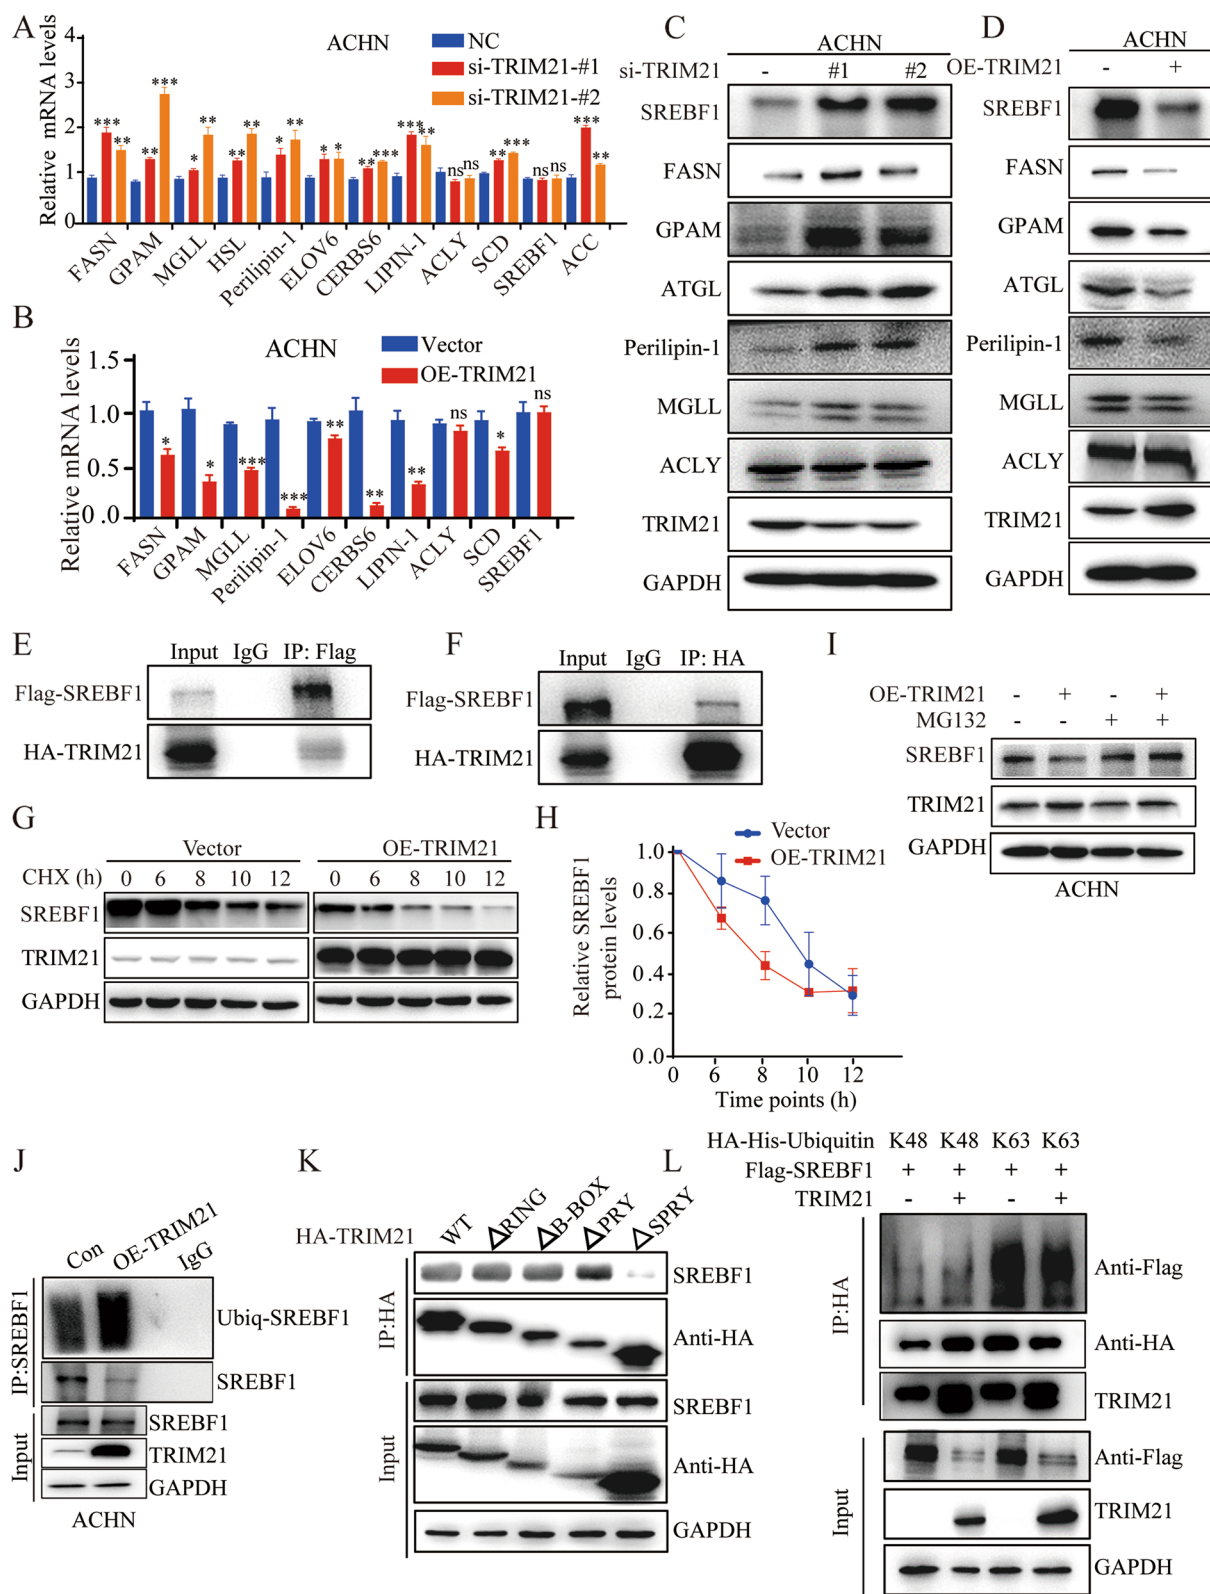 A
ACHN
NC
si-TRIM21-#1
si-TRIM21-#2
Relative mRNA levels
4
3
2
1
0
*** ** ** *** * ** ** ** * ** * * ** *** *** ** ns ns ** *** ns ns *** **
FASN GPAM MGLL HSL Perilipin-1 ELOV6 CERBS6 LIPIN-1 ACLY SCD SREBF1 ACC
B
ACHN
Vector
OE-TRIM21
Relative mRNA levels
1.5
1.0
0.5
0.0
* * *** *** ** ** ** ns * ns
FASN GPAM MGLL Perilipin-1 ELOV6 CERBS6 LIPIN-1 ACLY SCD SREBF1
C
ACHN
si-TRIM21 - #1 #2
SREBF1
FASN
GPAM
ATGL
Perilipin-1
MGLL
ACLY
TRIM21
GAPDH
D
ACHN
OE-TRIM21 - +
SREBF1
FASN
GPAM
ATGL
Perilipin-1
MGLL
ACLY
TRIM21
GAPDH
E
Input IgG IP: Flag
Flag-SREBF1
HA-TRIM21
F
Input IgG IP: HA
Flag-SREBF1
HA-TRIM21
G
Vector OE-TRIM21
CHX (h) 0 6 8 10 12 0 6 8 10 12
SREBF1
TRIM21
GAPDH
H
Vector
OE-TRIM21
Relative SREBF1
protein levels
1.0
0.8
0.6
0.4
0.2
0.0
0 6 8 10 12
Time points (h)
I
OE-TRIM21 - + - +
MG132 - - + +
SREBF1
TRIM21
GAPDH
ACHN
J
Con OE-TRIM21 IgG
IP:SREBF1
Ubiq-SREBF1
SREBF1
Input
SREBF1
TRIM21
GAPDH
ACHN
K
HA-TRIM21 WT ΔRING ΔB-BOX ΔPRY ΔSPRY
IP:HA
SREBF1
Anti-HA
Input
SREBF1
Anti-HA
GAPDH
L
HA-His-Ubiquitin K48 K48 K63 K63
Flag-SREBF1 + + + +
TRIM21 - + - +
IP:HA
Anti-Flag
Anti-HA
TRIM21
Input
Anti-Flag
TRIM21
GAPDH